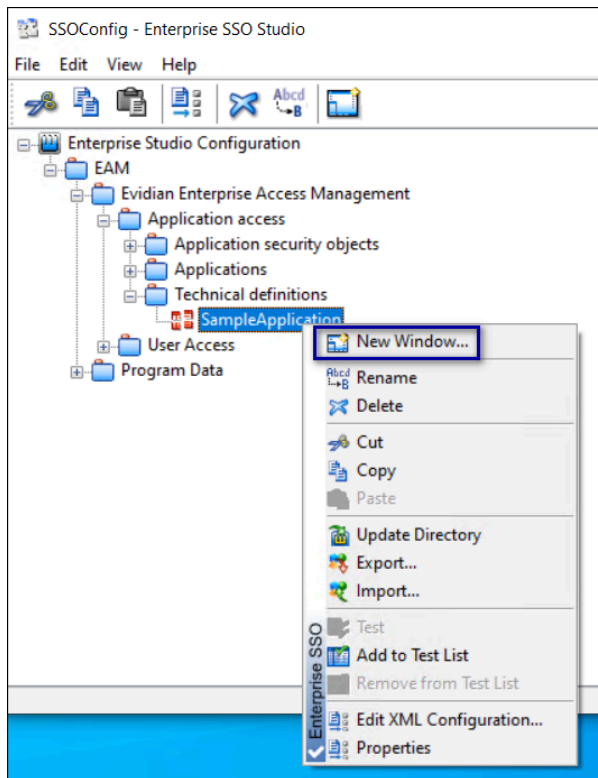 SSOConfig - Enterprise SSO Studio
File Edit View Help
Abcd
B
Enterprise Studio Configuration
EAM
Evidian Enterprise Access Management
Application access
Application security objects
Applications
Technical definitions
SampleApplication
User Access
Program Data
New Window...
Abcd
B
Rename
Delete
Cut
Copy
Paste
Update Directory
Export...
Import...
Test
Add to Test List
Remove from Test List
Edit XML Configuration...
Properties
Enterprise SSO